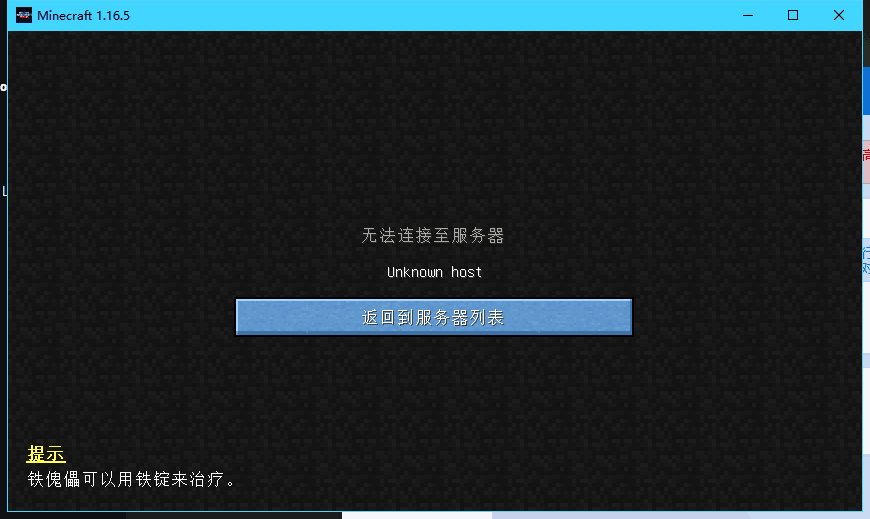 Minecraft 1.16.5
无法连接至服务器
Unknown host
返回到服务器列表
提示
铁傀儡可以用铁锭来治疗。